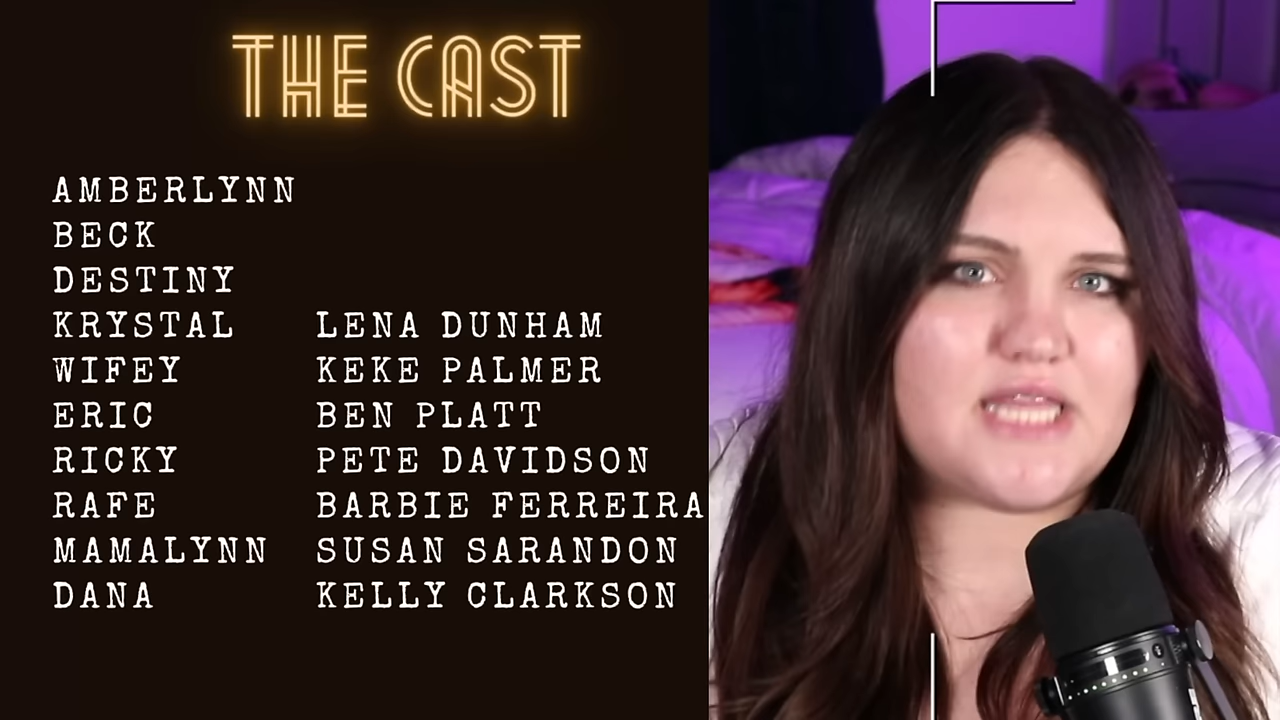 THE CAST
AMBERLYNN
BECK
DESTINY
KRYSTAL LENA DUNHAM
WIFEY KEKE PALMER
ERIC BEN PLATT
RICKY PETE DAVIDSON
RAFE BARBIE FERREIRA
MAMALYNN SUSAN SARANDON
DANA KELLY CLARKSON